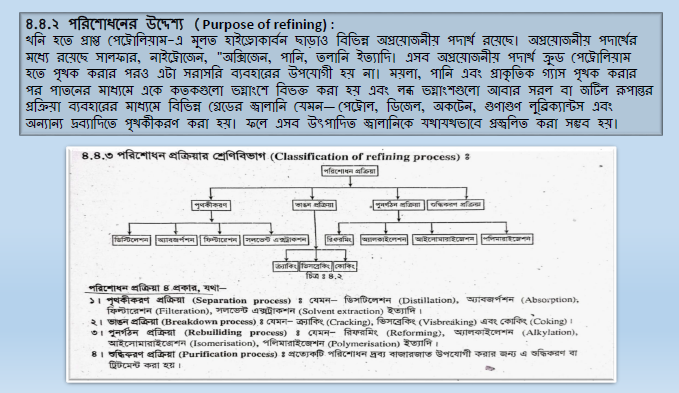 ৪.৪.২ পরিশোধনের উদ্দেশ্য ( Purpose of refining) :
খনি হতে প্রাপ্ত পেট্রোলিয়াম-এ মূলত হাইড্রোকার্বন ছাড়াও বিভিন্ন অপ্রয়োজনীয় পদার্থ রয়েছে। অপ্রয়োজনীয় পদার্থের
মধ্যে রয়েছে সালফার, নাইট্রোজেন, "অক্সিজেন, পানি, তলানি ইত্যাদি। এসব অপ্রয়োজনীয় পদার্থ ক্রুড পেট্রোলিয়াম
হতে পৃথক করার পরও এটা সরাসরি ব্যবহারের উপযোগী হয় না। ময়লা, পানি এবং প্রাকৃতিক গ্যাস পৃথক করার
পর পাতনের মাধ্যমে একে কতকগুলো ভগ্নাংশে বিভক্ত করা হয় এবং লব্ধ ভগ্নাংশগুলো আবার সরল বা জটিল রূপান্তর
প্রক্রিয়া ব্যবহারের মাধ্যমে বিভিন্ন গ্রেডের জ্বালানি (যেমন— পেট্রোল, ডিজেল, অকটেন, গুণাগুণ লুব্রিক্যান্টস এবং
অন্যান্য দ্রব্যাদিতে পৃথকীকরণ করা হয়। ফলে এসব উৎপাদিত জ্বালানিকে যথাযথভাবে প্রজ্বলিত করা সম্ভব হয়।
৪.৪.৩ পরিশোধন প্রক্রিয়ার শ্রেণিবিভাগ (Classification of refining process) ঃ
পরিশোধন প্রক্রিয়া
পৃথকীকরণ ভাঙন প্রক্রিয়া পুনর্গঠন প্রক্রিয়া শুদ্ধিকরণ প্রক্রিয়া
ডিস্টিলেশন অ্যাবজর্পশন ফিল্টারেশন সলভেন্ট এক্সট্রাকশন রিফরমিং অ্যালকাইলেশন আইসোমারাইজেশন পলিমারাইজেশন
ক্র্যাকিং ভিসব্রেকিং কোকিং
চিত্র ঃ ৪.২
পরিশোধন প্রক্রিয়া ৪ প্রকার, যথা—
১। পৃথকীকরণ প্রক্রিয়া (Separation process) ঃ যেমন– ডিসটিলেশন (Distillation), অ্যাবজর্পশন (Absorption),
ফিল্টারেশন (Filteration), সলভেন্ট এক্সট্রাকশন (Solvent extraction) ইত্যাদি।
২। ভাঙন প্রক্রিয়া (Breakdown process) ঃ যেমন– ক্র্যাকিং (Cracking), ভিসব্রেকিং (Visbreaking) এবং কোকিং (Coking)।
৩। পুনর্গঠন প্রক্রিয়া (Rebuilliding process) ঃ যেমন– রিফরমিং (Reforming), অ্যালকাইলেশন (Alkylation),
আইসোমারাইজেশন (Isomerisation), পলিমারাইজেশন (Polymerisation) ইত্যাদি।
৪। শুদ্ধিকরণ প্রক্রিয়া (Purification process) ঃ প্রত্যেকটি পরিশোধন দ্রব্য বাজারজাত উপযোগী করার জন্য এ শুদ্ধিকরণ বা
ট্রিটমেন্ট করা হয়।